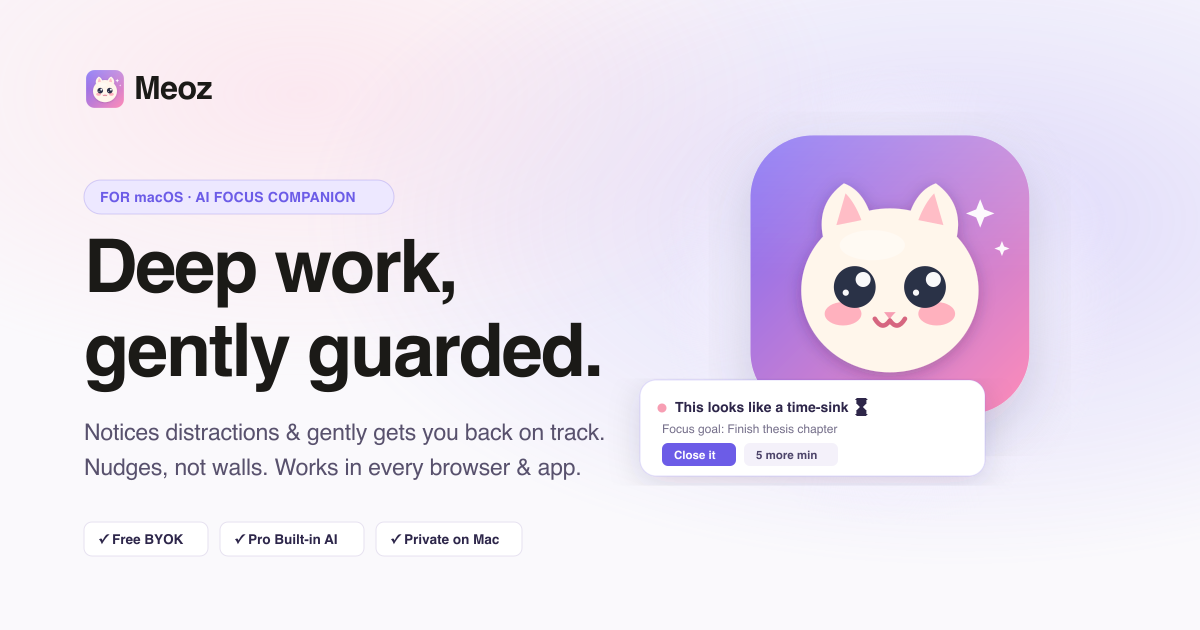 Meoz
FOR macOS · AI FOCUS COMPANION
Deep work,
gently guarded.
Notices distractions & gently gets you back on track.
Nudges, not walls. Works in every browser & app.
✓ Free BYOK
✓ Pro Built-in AI
✓ Private on Mac
This looks like a time-sink ⏳
Focus goal: Finish thesis chapter
Close it
5 more min